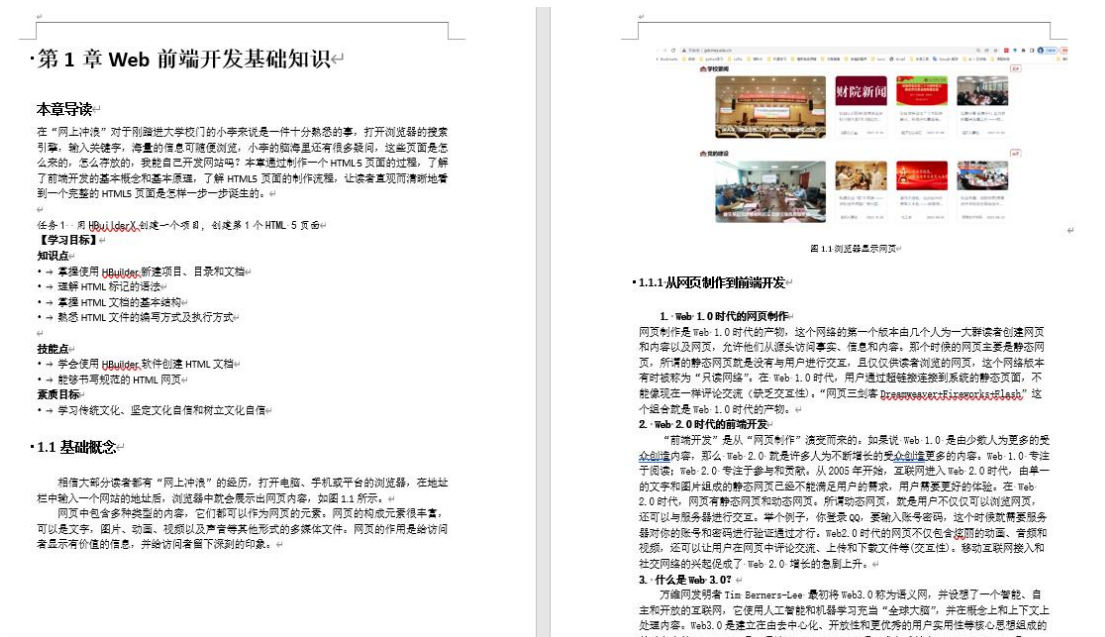 第 1 章 Web 前端开发基础知识
本章导读
在“网上冲浪”对于刚踏进大学校门的小李来说是一件十分熟悉的事，打开浏览器的搜索
引擎，输入关键字，海量的信息可随便浏览，小李的脑海里还有很多疑问，这些页面是怎
么来的，怎么存放的，我能自己开发网站吗？本章通过制作一个 HTML5 页面的过程，了解
了前端开发的基本概念和基本原理，了解 HTML5 页面的制作流程，让读者直观而清晰地看
到一个完整的 HTML5 页面是怎样一步一步诞生的。
任务1 用 HBuilderX 创建一个项目，创建第 1 个 HTML 5 页面
【学习目标】
知识点
• 掌握使用 HBuilder 新建项目、目录和文档
• 理解 HTML 标记的语法
• 掌握 HTML 文档的基本结构
• 熟悉 HTML 文件的编写方式及执行方式
技能点
• 学会使用 HBuilder 软件创建 HTML 文档
• 能够书写规范的 HTML 网页
素质目标
• 学习传统文化、坚定文化自信和树立文化自信
1.1 基础概念
相信大部分读者都有“网上冲浪”的经历，打开电脑、手机或平台的浏览器，在地址
栏中输入一个网站的地址后，浏览器中就会展示出网页内容，如图 1.1 所示。
网页中包含多种类型的内容，它们都可以作为网页的元素。网页的构成元素很丰富，
可以是文字，图片、动画、视频以及声音等其他形式的多媒体文件。网页的作用是给访问
者显示有价值的信息，并给访问者留下深刻的印象。
学校要闻
财院新闻
党的建设
图 1.1 浏览器显示网页
1.1.1 从网页制作到前端开发
1. Web 1.0 时代的网页制作
网页制作是 Web 1.0 时代的产物，这个网络的第一个版本由几个人为一大群读者创建网页
和内容以及网页，允许他们从源头访问事实、信息和内容。那个时候的网页主要是静态网
页，所谓的静态网页就是没有与用户进行交互，且仅仅供读者浏览的网页，这个网络版本
有时被称为“只读网络”。在 Web 1.0 时代，用户通过超链接连接到系统的静态页面，不
能像现在一样评论交流（缺乏交互性）。“网页三剑客 Dreamweaver+Fireworks+Flash”这
个组合就是 Web 1.0 时代的产物。
2. Web 2.0 时代的前端开发
“前端开发”是从“网页制作”演变而来的。如果说 Web 1.0 是由少数人为更多的受
众创造内容，那么 Web 2.0 就是许多人为不断增长的受众创造更多的内容。Web 1.0 专注
于阅读；Web 2.0 专注于参与和贡献。从 2005 年开始，互联网进入 Web 2.0 时代，由单一
的文字和图片组成的静态网页已经不能满足用户的需求，用户需要更好的体验。在 Web
2.0 时代，网页有静态网页和动态网页。所谓动态网页，就是用户不仅仅可以浏览网页，
还可以与服务器进行交互。举个例子，你登录 QQ，要输入账号密码，这个时候就需要服务
器对你的账号和密码进行验证通过才行。Web2.0 时代的网页不仅包含炫丽的动画、音频和
视频，还可以让用户在网页中评论交流、上传和下载文件等(交互性)。移动互联网接入和
社交网络的兴起促成了 Web 2.0 增长的急剧上升。
3. 什么是 Web 3.0？
万维网发明者 Tim Berners-Lee 最初将 Web3.0 称为语义网，并设想了一个智能、自
主和开放的互联网，它使用人工智能和机器学习充当“全球大脑”，并在概念上和上下文上
处理内容。Web3.0 是建立在由去中心化、开放性和更优秀的用户实用性等核心思想组成的